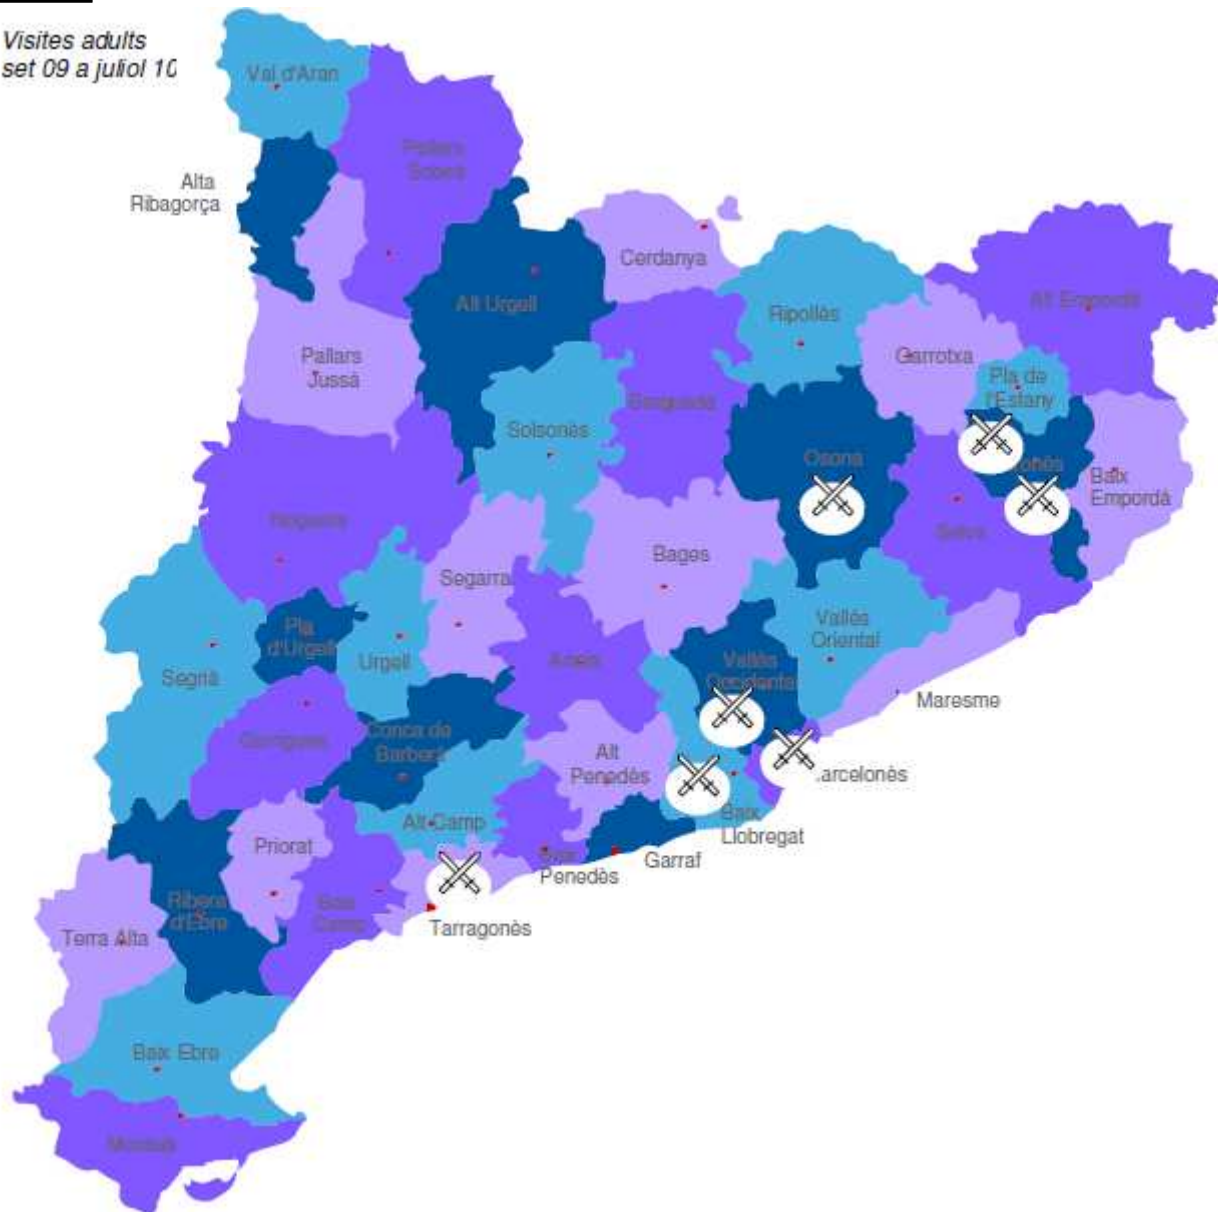 Visites adults
set 09 a juliol 10
Val d'Aran
Pallars
Sobirà
Alta
Ribagorça
Cerdanya
Alt Urgell
Alt Empordà
Ripollès
Garrotxa
Pallars
Jussà
Pla de
l'Estany
Berguedà
Solsonès
Osona
Baix
Empordà
Noguera
Selva
Bages
Segarra
Vallès
Oriental
Pla
d'Urgell
Urgell
Anoia
Vallès
Occidental
Segrià
Maresme
Garrigues
Conca de
Barberà
Alt
Penedès
arcelonès
Alt Camp
Baix
Llobregat
Priorat
Garraf
Baix
Penedès
Ribera
d'Ebre
Baix
Camp
Tarragonès
Terra Alta
Baix Ebre
Montsià